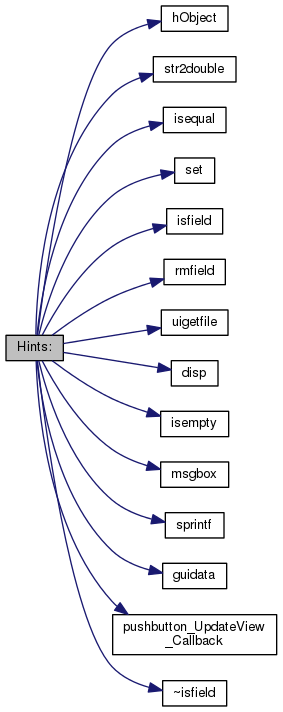 hObject
str2double
isequal
set
isfield
rmfield
Hints:
uigetfile
disp
isempty
msgbox
sprintf
guidata
pushbutton_UpdateView
_Callback
~isfield